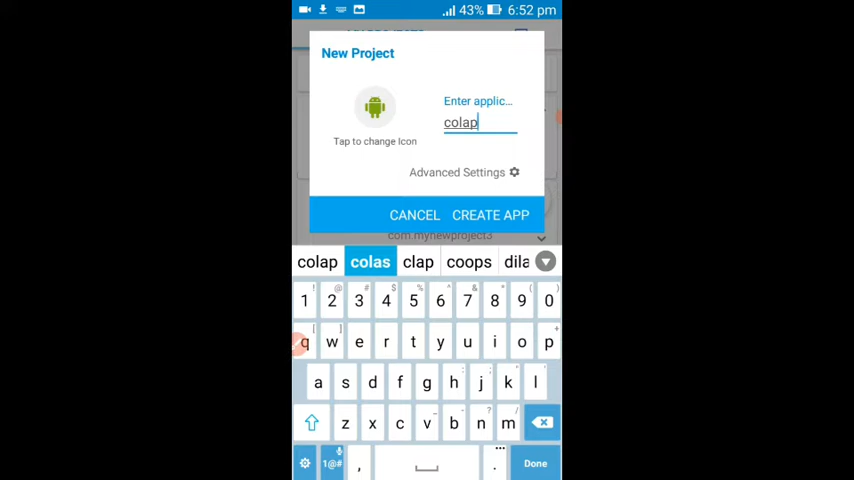 43% 6:52 pm
New Project
Enter applic...
colap
Tap to change Icon
Advanced Settings
CANCEL CREATE APP
com.mynewproject3
colap colas clap coops dila
! @ # $ % ^ & * ( )
1 2 3 4 5 6 7 8 9 0
q w e r t y u i o p
a s d f g h j k l
z x c v b n m
1@# , . Done